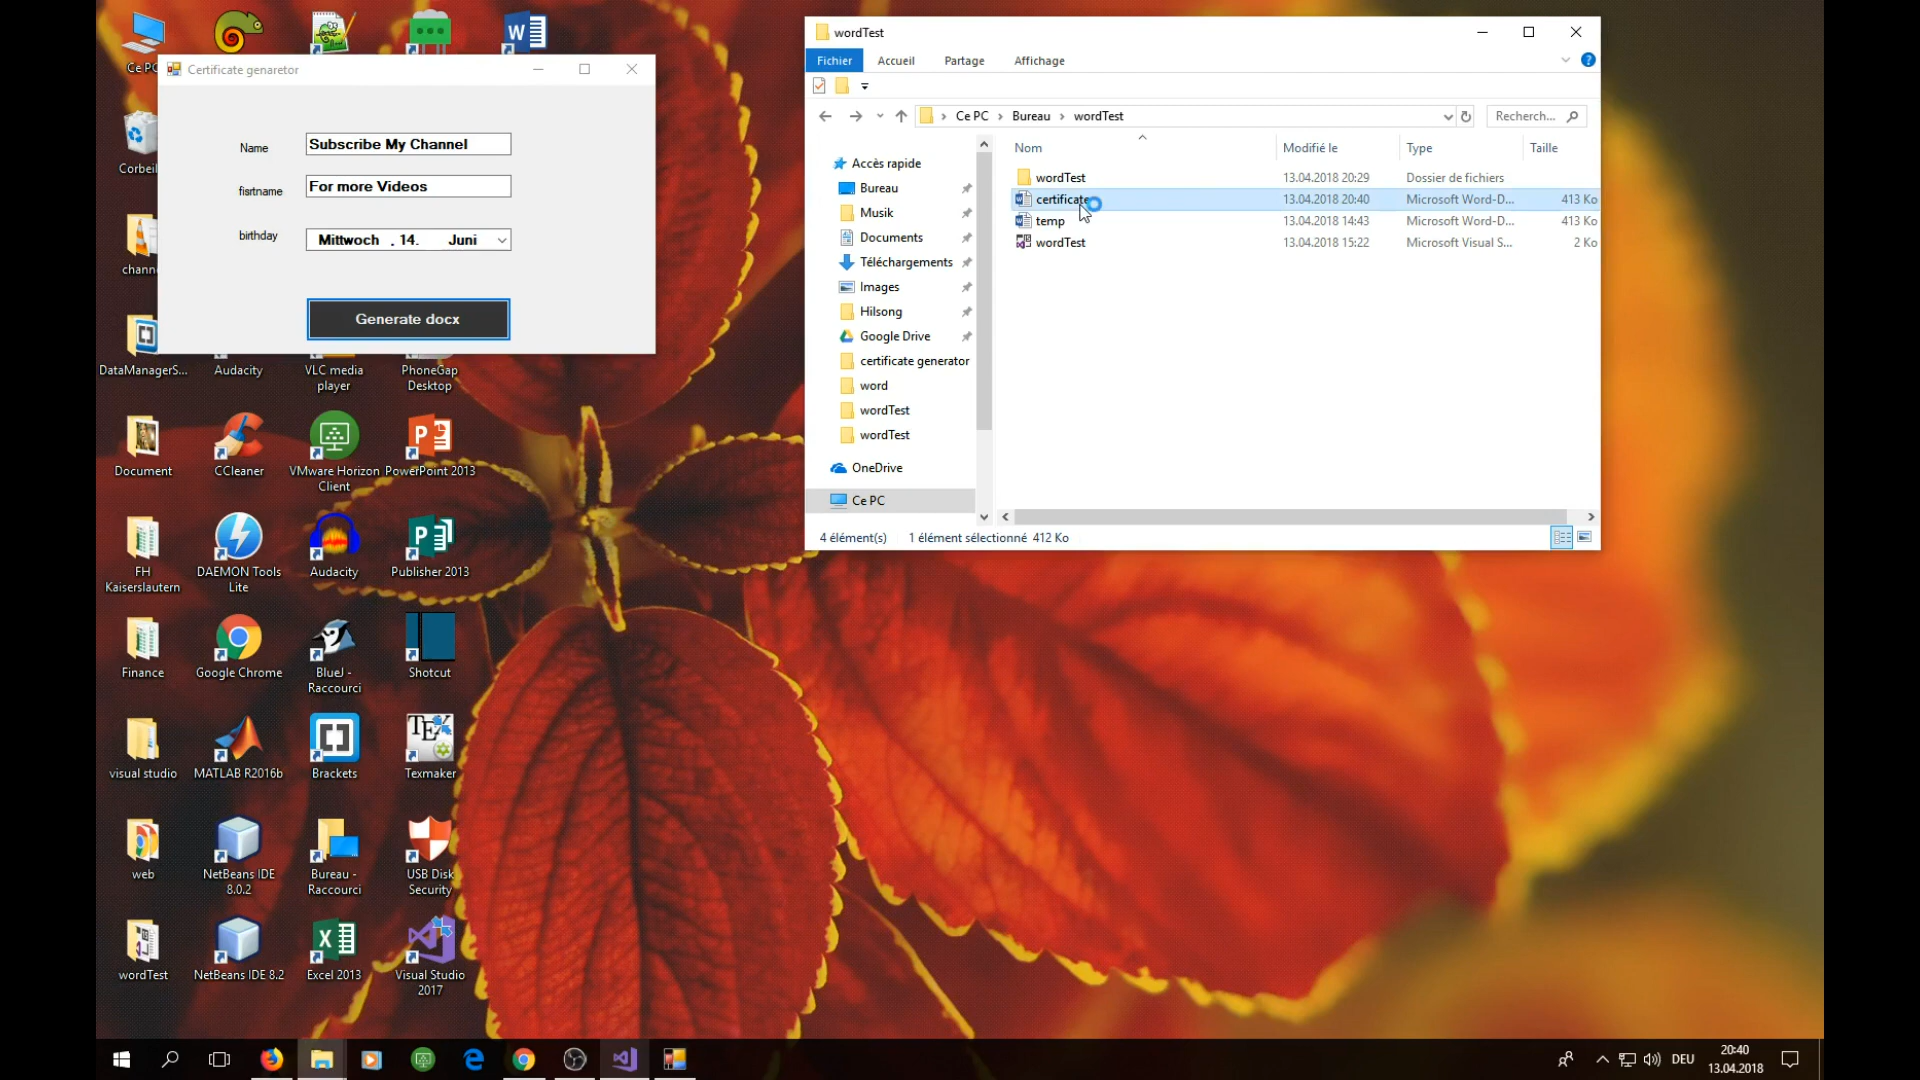 Ce PC
Corbeil
chann
DataManagerS...
Audacity
VLC media
player
PhoneGap
Desktop
Document
CCleaner
VMware Horizon
Client
PowerPoint 2013
FH
Kaiserslautern
DAEMON Tools
Lite
Audacity
Publisher 2013
Finance
Google Chrome
BlueJ -
Raccourci
Shotcut
visual studio
MATLAB R2016b
Brackets
Texmaker
web
NetBeans IDE
8.0.2
Bureau -
Raccourci
USB Disk
Security
wordTest
NetBeans IDE 8.2
Excel 2013
Visual Studio
2017
Certificate genaretor
Name
Subscribe My Channel
fisrtname
For more Videos
birthday
Mittwoch , 14. Juni
Generate docx
wordTest
Fichier Accueil Partage Affichage
Ce PC > Bureau > wordTest
Recherch...
Accès rapide
Bureau
Musik
Documents
Téléchargements
Images
Hilsong
Google Drive
certificate generator
word
wordTest
wordTest
OneDrive
Ce PC
Nom Modifié le Type Taille
wordTest 13.04.2018 20:29 Dossier de fichiers
certificate 13.04.2018 20:40 Microsoft Word-D... 413 Ko
temp 13.04.2018 14:43 Microsoft Word-D... 413 Ko
wordTest 13.04.2018 15:22 Microsoft Visual S... 2 Ko
4 élément(s) 1 élément sélectionné 412 Ko
DEU
20:40
13.04.2018